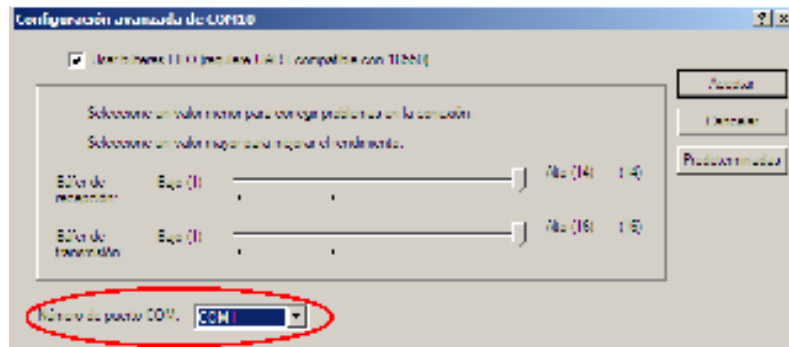 Configuración avanzada de COM10
Usar búferes FIFO (requiere UART compatible con 16550)
Seleccione un valor menor para corregir problemas en la conexión.
Seleccione un valor mayor para mejorar el rendimiento.
Búfer de recepción: Bajo (1) Alto (14) (14)
Búfer de transmisión: Bajo (1) Alto (16) (16)
Número de puerto COM: COM1
Aceptar
Cancelar
Predeterminados